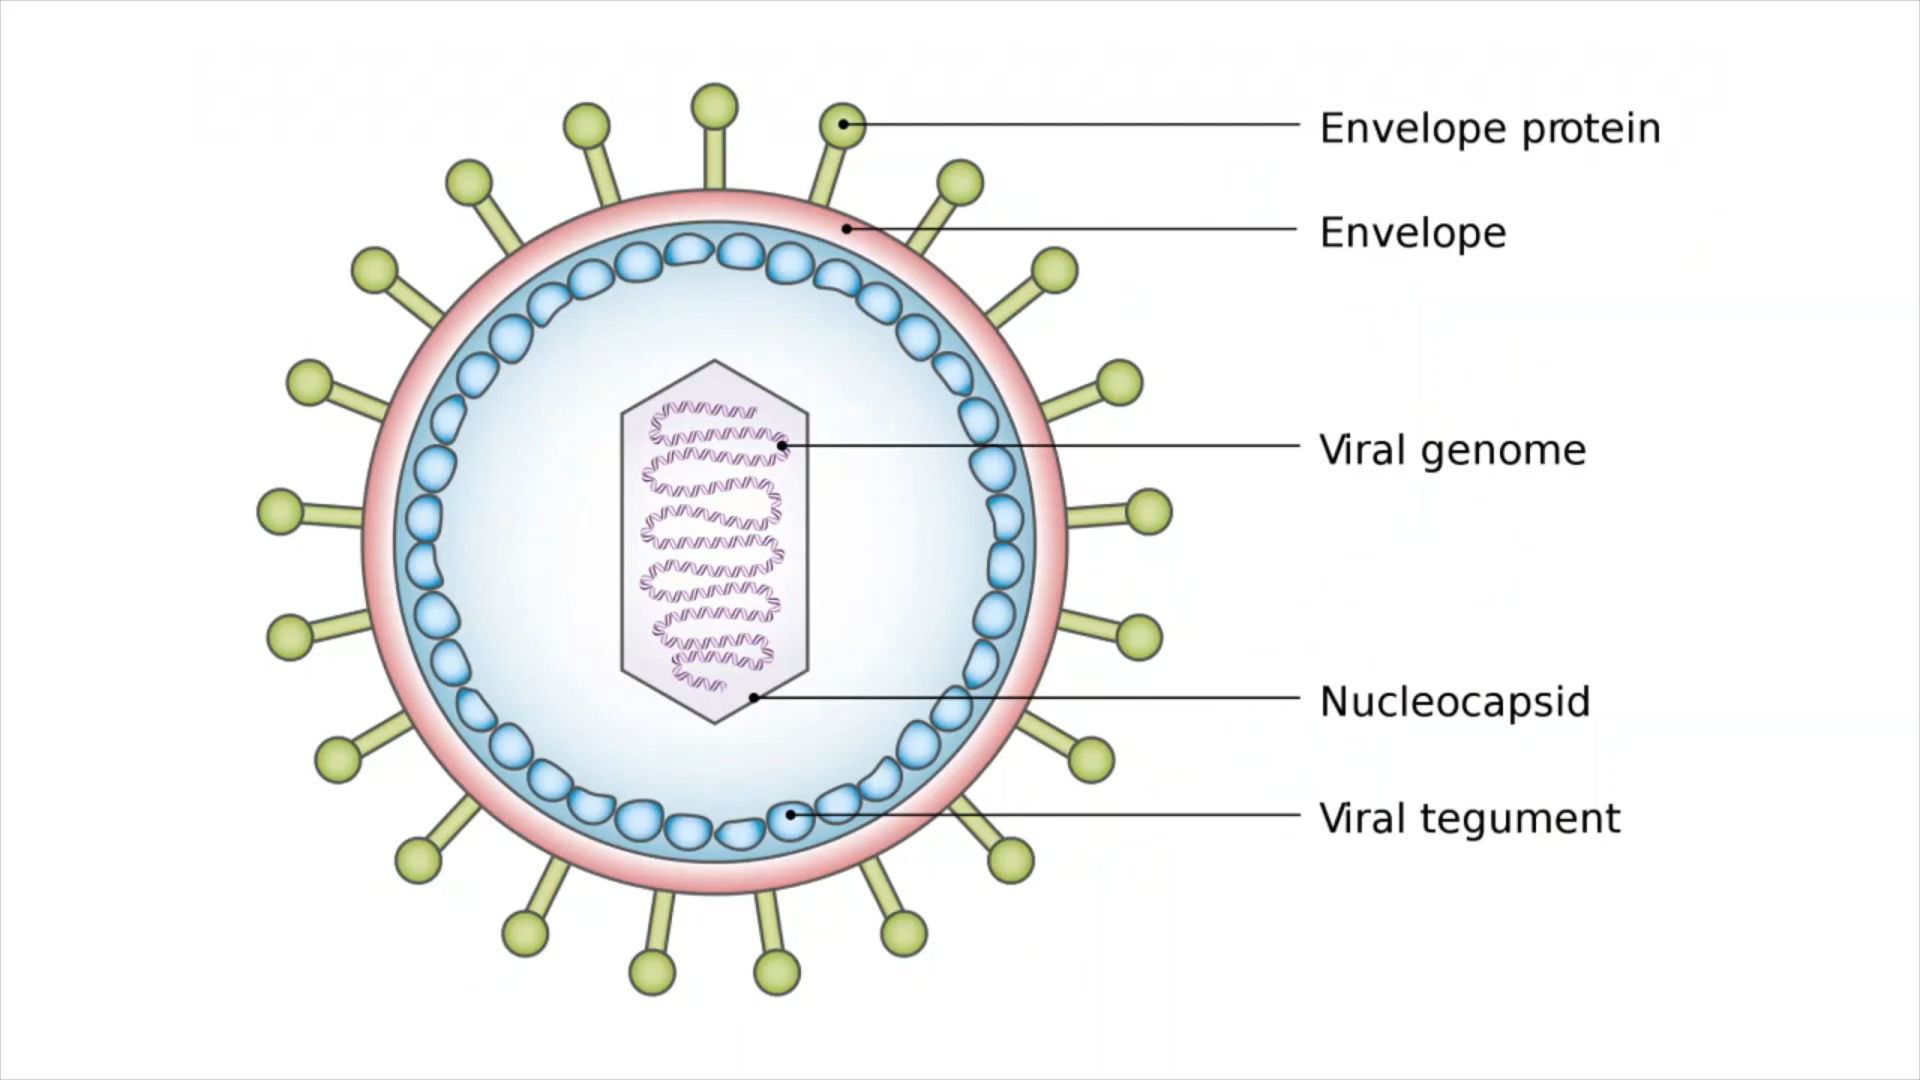 Envelope protein
Envelope
Viral genome
Nucleocapsid
Viral tegument